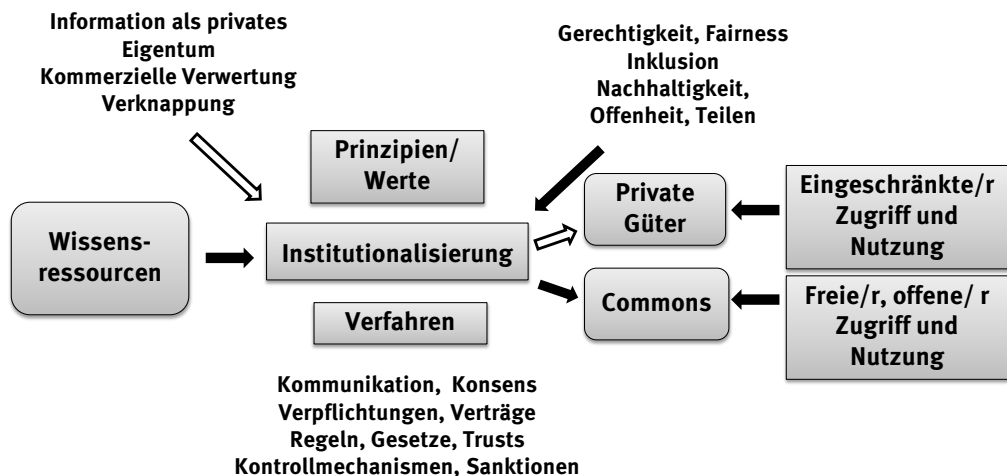 Information als privates
Eigentum
Kommerzielle Verwertung
Verknappung
Gerechtigkeit, Fairness
Inklusion
Nachhaltigkeit,
Offenheit, Teilen
Prinzipien/
Werte
Wissens-
ressourcen
Institutionalisierung
Private
Güter
Eingeschränkte/r
Zugriff und
Nutzung
Verfahren
Commons
Freie/r, offene/ r
Zugriff und
Nutzung
Kommunikation, Konsens
Verpflichtungen, Verträge
Regeln, Gesetze, Trusts
Kontrollmechanismen, Sanktionen